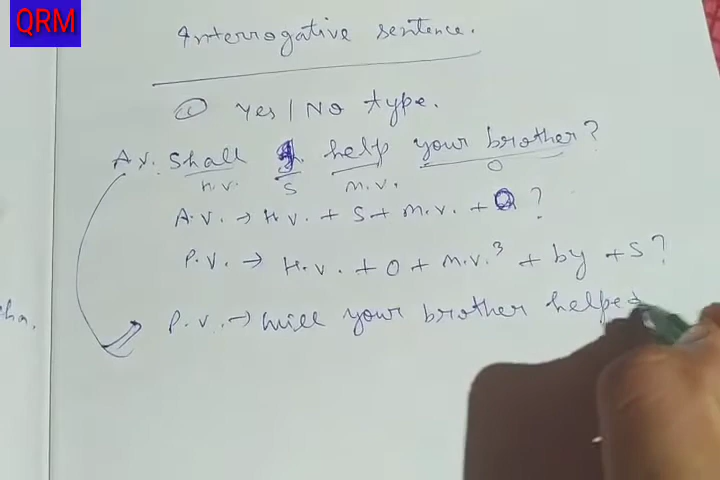 QRM
Interrogative sentence.
① Yes / No type.
A.V. Shall I help your brother?
H.V. S M.V. O
A.V. → H.V. + S + M.V. + O ?
P.V. → H.V. + O + M.V.³ + by + S ?
P.V. → Will your brother helped